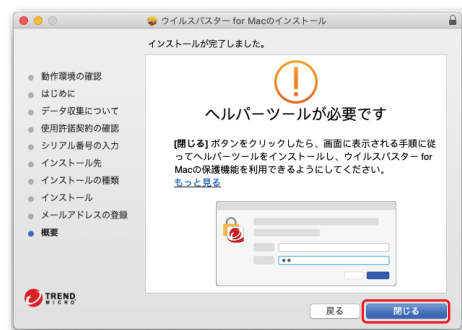 ウイルスバスター for Macのインストール
インストールが完了しました。
動作環境の確認
はじめに
データ収集について
使用許諾契約の確認
シリアル番号の入力
インストール先
インストールの種類
インストール
メールアドレスの登録
概要
ヘルパーツールが必要です
[閉じる] ボタンをクリックしたら、画面に表示される手順に従
ってヘルパーツールをインストールし、ウイルスバスター for
Macの保護機能を利用できるようにしてください。
もっと見る
TREND
MICRO
戻る
閉じる